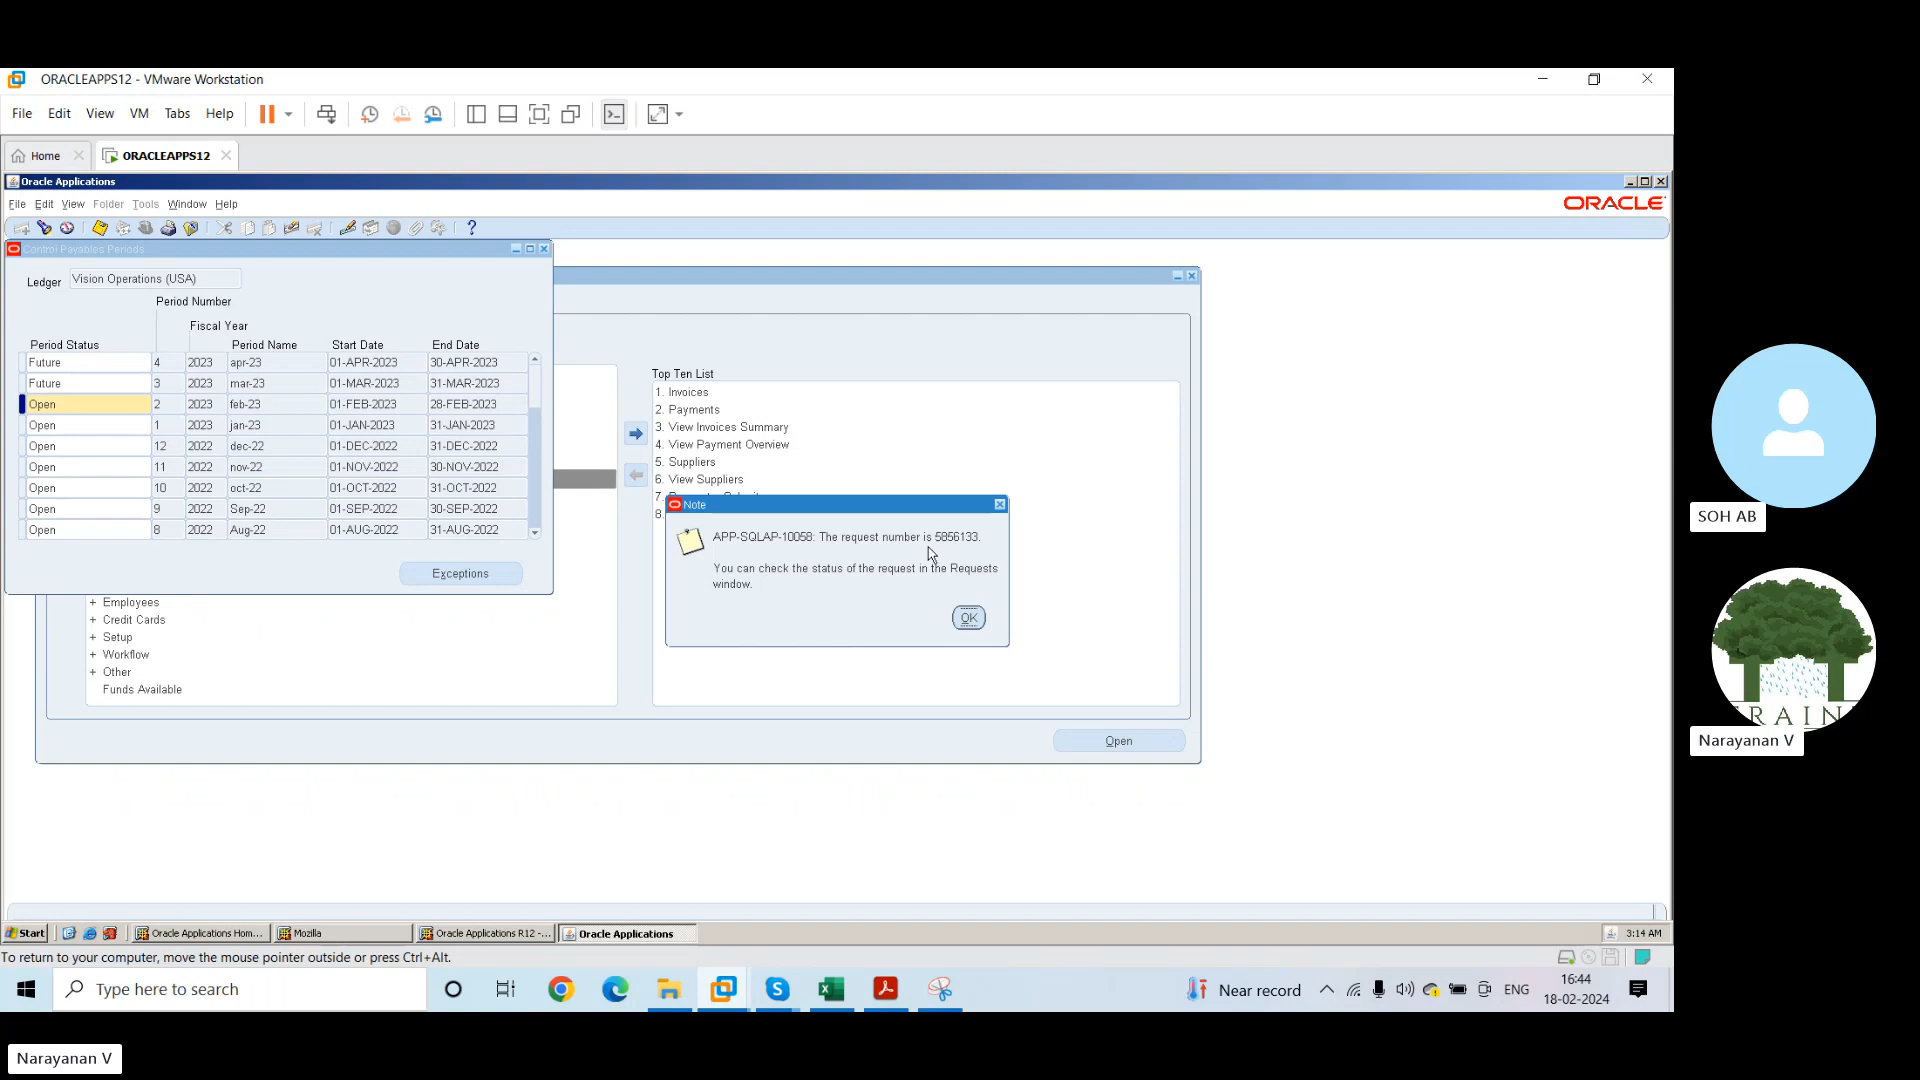 ORACLEAPPS12 - VMware Workstation
File Edit View VM Tabs Help
Home
ORACLEAPPS12
Oracle Applications
File Edit View Folder Tools Window Help
ORACLE
Control Payables Periods
Ledger Vision Operations (USA)
Period Number
Fiscal Year
Period Status Period Name Start Date End Date
Future 4 2023 apr-23 01-APR-2023 30-APR-2023
Future 3 2023 mar-23 01-MAR-2023 31-MAR-2023
Open 2 2023 feb-23 01-FEB-2023 28-FEB-2023
Open 1 2023 jan-23 01-JAN-2023 31-JAN-2023
Open 12 2022 dec-22 01-DEC-2022 31-DEC-2022
Open 11 2022 nov-22 01-NOV-2022 30-NOV-2022
Open 10 2022 oct-22 01-OCT-2022 31-OCT-2022
Open 9 2022 Sep-22 01-SEP-2022 30-SEP-2022
Open 8 2022 Aug-22 01-AUG-2022 31-AUG-2022
Exceptions
+ Employees
+ Credit Cards
+ Setup
+ Workflow
+ Other
Funds Available
Top Ten List
1. Invoices
2. Payments
3. View Invoices Summary
4. View Payment Overview
5. Suppliers
6. View Suppliers
7.
8.
Note
APP-SQLAP-10058: The request number is 5856133.
You can check the status of the request in the Requests
window.
OK
Open
SOH AB
RAIN
Narayanan V
Start
Oracle Applications Hom...
Mozilla
Oracle Applications R12 -...
Oracle Applications
3:14 AM
To return to your computer, move the mouse pointer outside or press Ctrl+Alt.
Type here to search
Near record
ENG
16:44
18-02-2024
Narayanan V